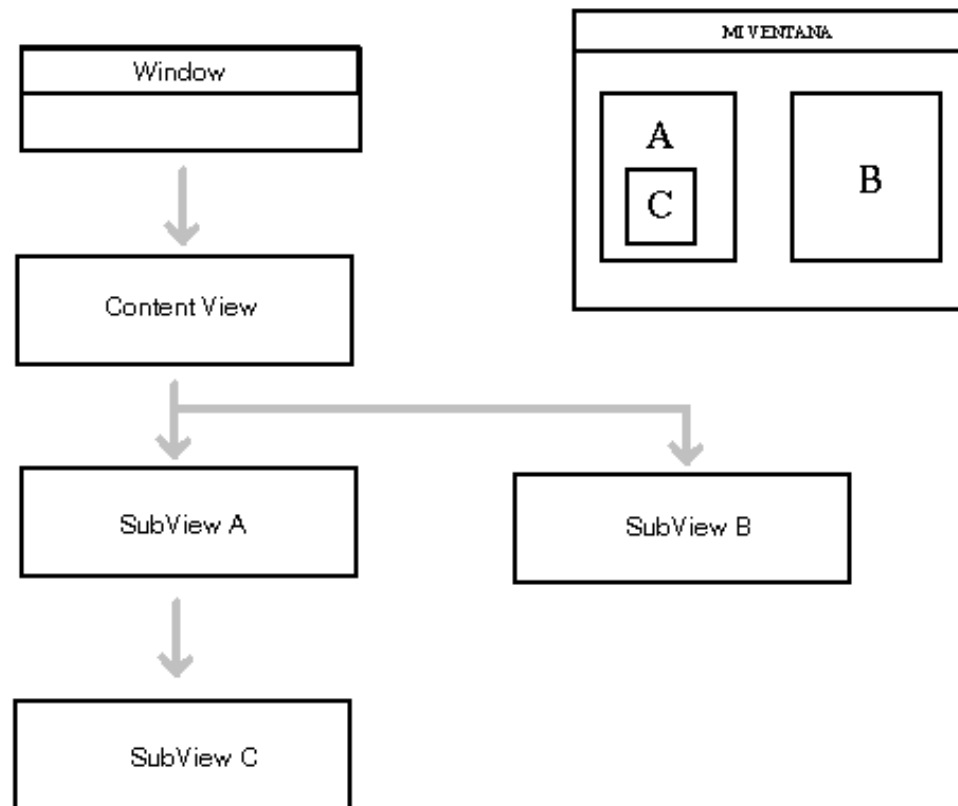 Window
MI VENTANA
A
C
B
Content View
SubView A
SubView B
SubView C